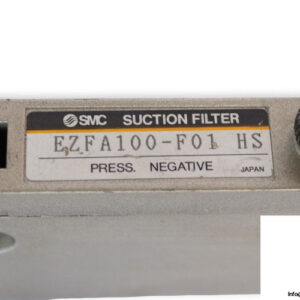 SMC SUCTION FILTER
EZFA100-F01 HS
PRESS. NEGATIVE
JAPAN